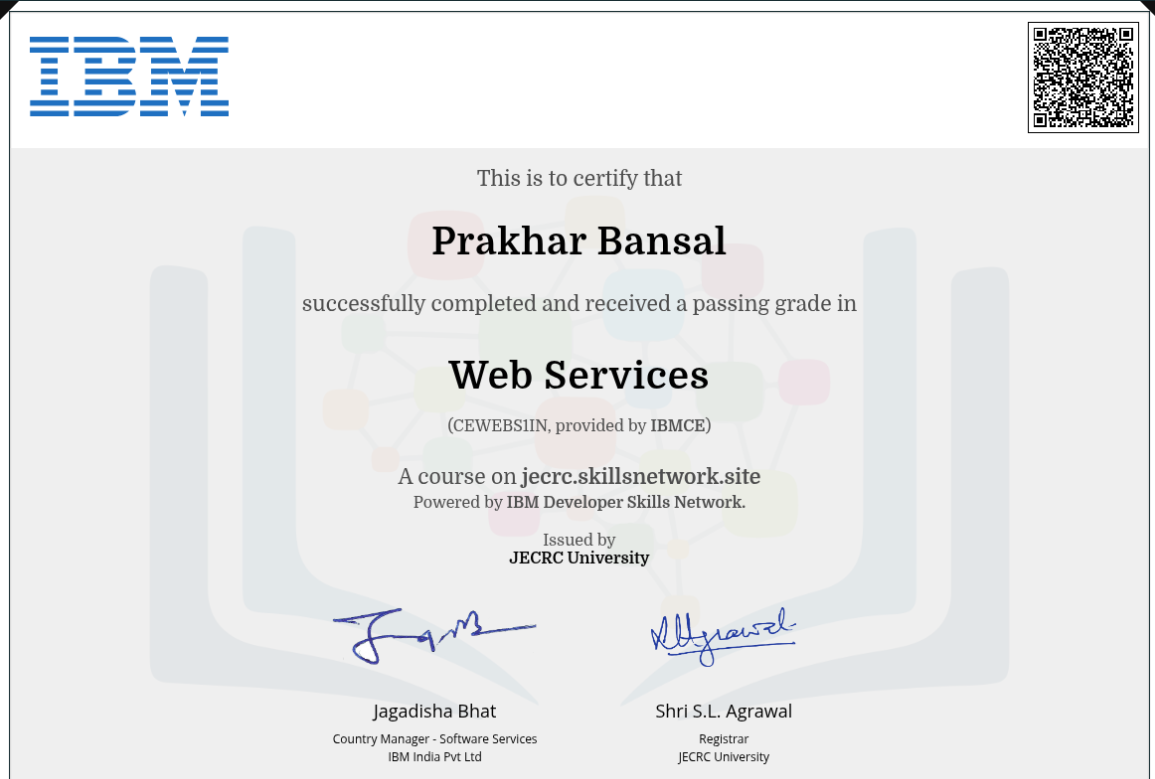 IBM
This is to certify that
Prakhar Bansal
successfully completed and received a passing grade in
Web Services
(CEWEBS1IN, provided by IBMCE)
A course on jecrc.skillsnetwork.site
Powered by IBM Developer Skills Network.
Issued by
JECRC University
Jagadisha Bhat
Country Manager - Software Services
IBM India Pvt Ltd
Shri S.L. Agrawal
Registrar
JECRC University